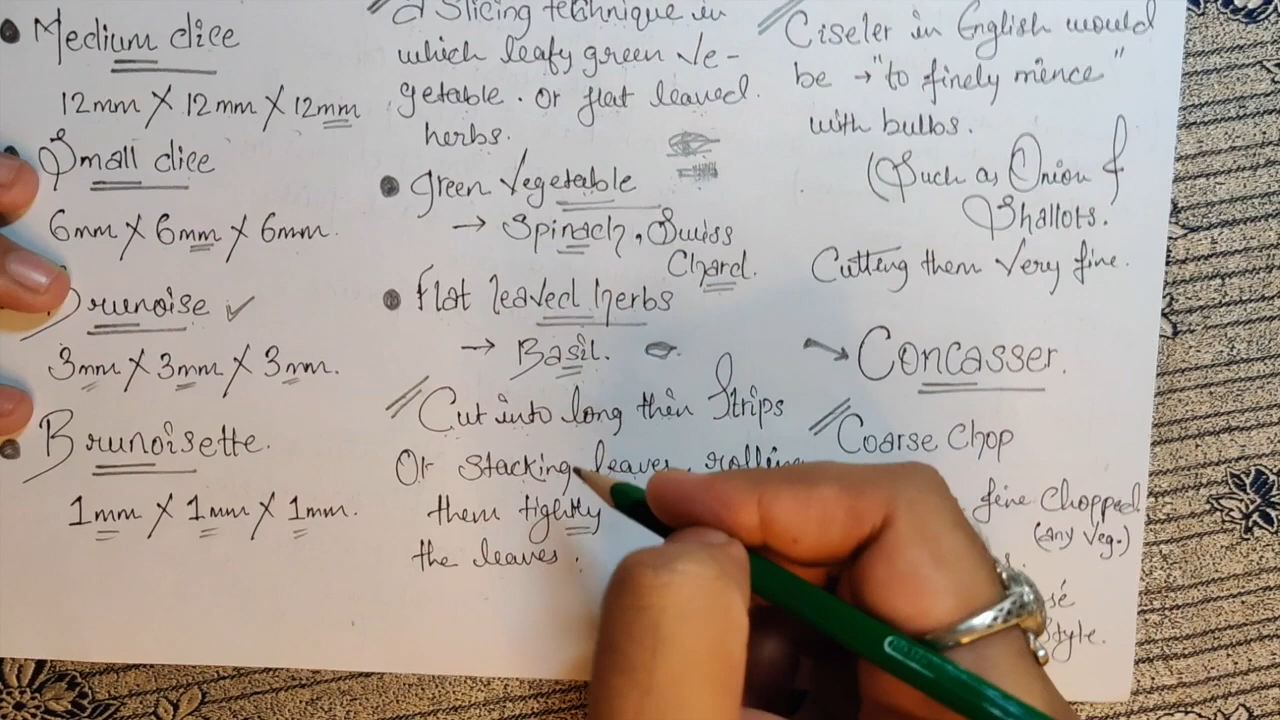 Medium dice
12mm X 12mm X 12mm
Small dice
6mm X 6mm X 6mm.
Brunoise ✓
3mm X 3mm X 3mm.
Brunoisette.
1mm X 1mm X 1mm.
a Slicing technique in
which leafy green Ve-
getable. Or flat leaved
herbs.
Green Vegetable
→ Spinach, Swiss
Chard.
Flat leaved herbs
→ Basil.
Cut into long thin Strips
Or Stacking leaves, rolling
them tightly
the leaves.
Ciseler in English would
be → "to finely mence"
with bulbs.
(Such as Onion &
Shallots.
Cutting them Very fine.
→ Concasser.
Coarse Chop
fine Chopped
(any Veg.)
Style.